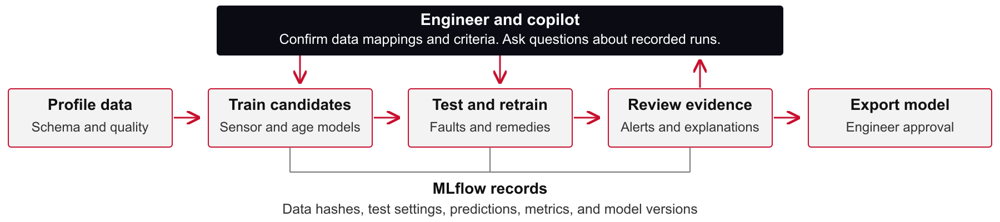 Engineer and copilot
Confirm data mappings and criteria. Ask questions about recorded runs.
Profile data
Schema and quality
Train candidates
Sensor and age models
Test and retrain
Faults and remedies
Review evidence
Alerts and explanations
Export model
Engineer approval
MLflow records
Data hashes, test settings, predictions, metrics, and model versions